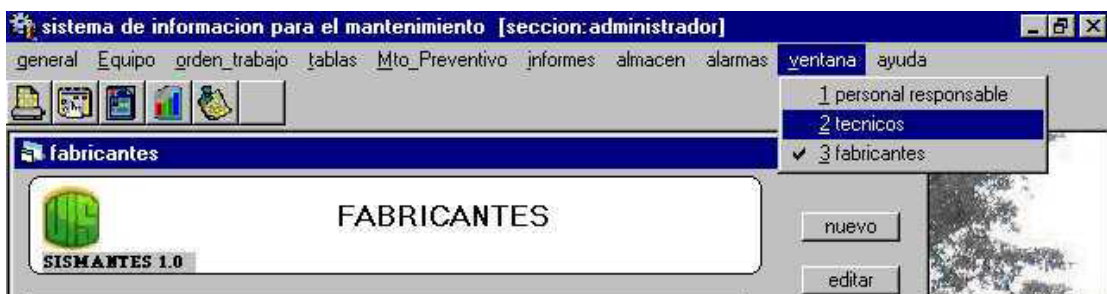 sistema de informacion para el mantenimiento [seccion:administrador]
general Equipo orden_trabajo tablas Mto_Preventivo informes almacen alarmas ventana ayuda
1 personal responsable
2 tecnicos
✓ 3 fabricantes
fabricantes
FABRICANTES
SISMANTES 1.0
nuevo
editar